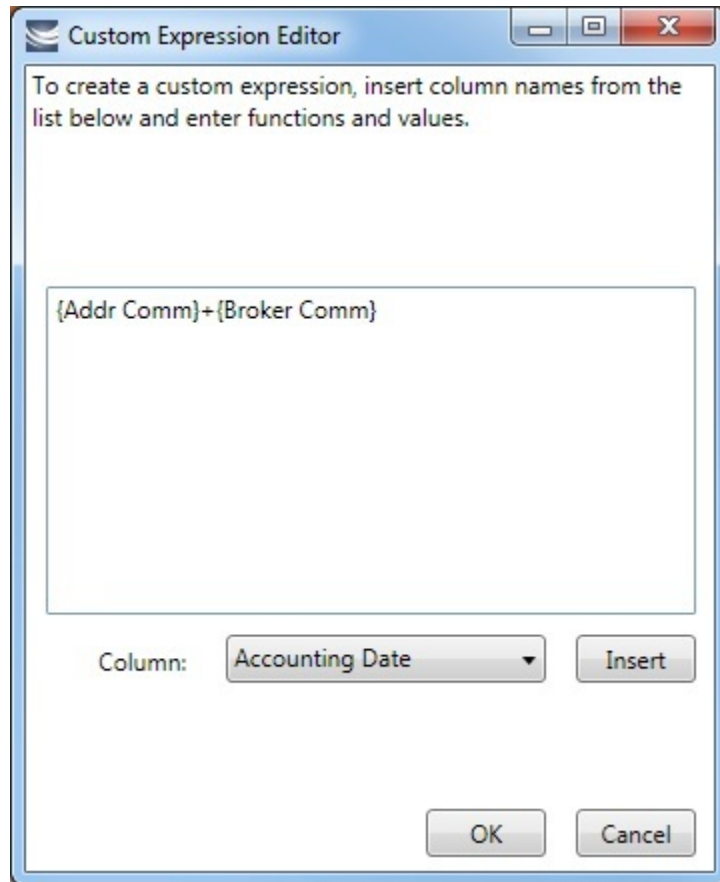 Custom Expression Editor
To create a custom expression, insert column names from the
list below and enter functions and values.
{Addr Comm}+{Broker Comm}
Column: Accounting Date Insert
OK Cancel